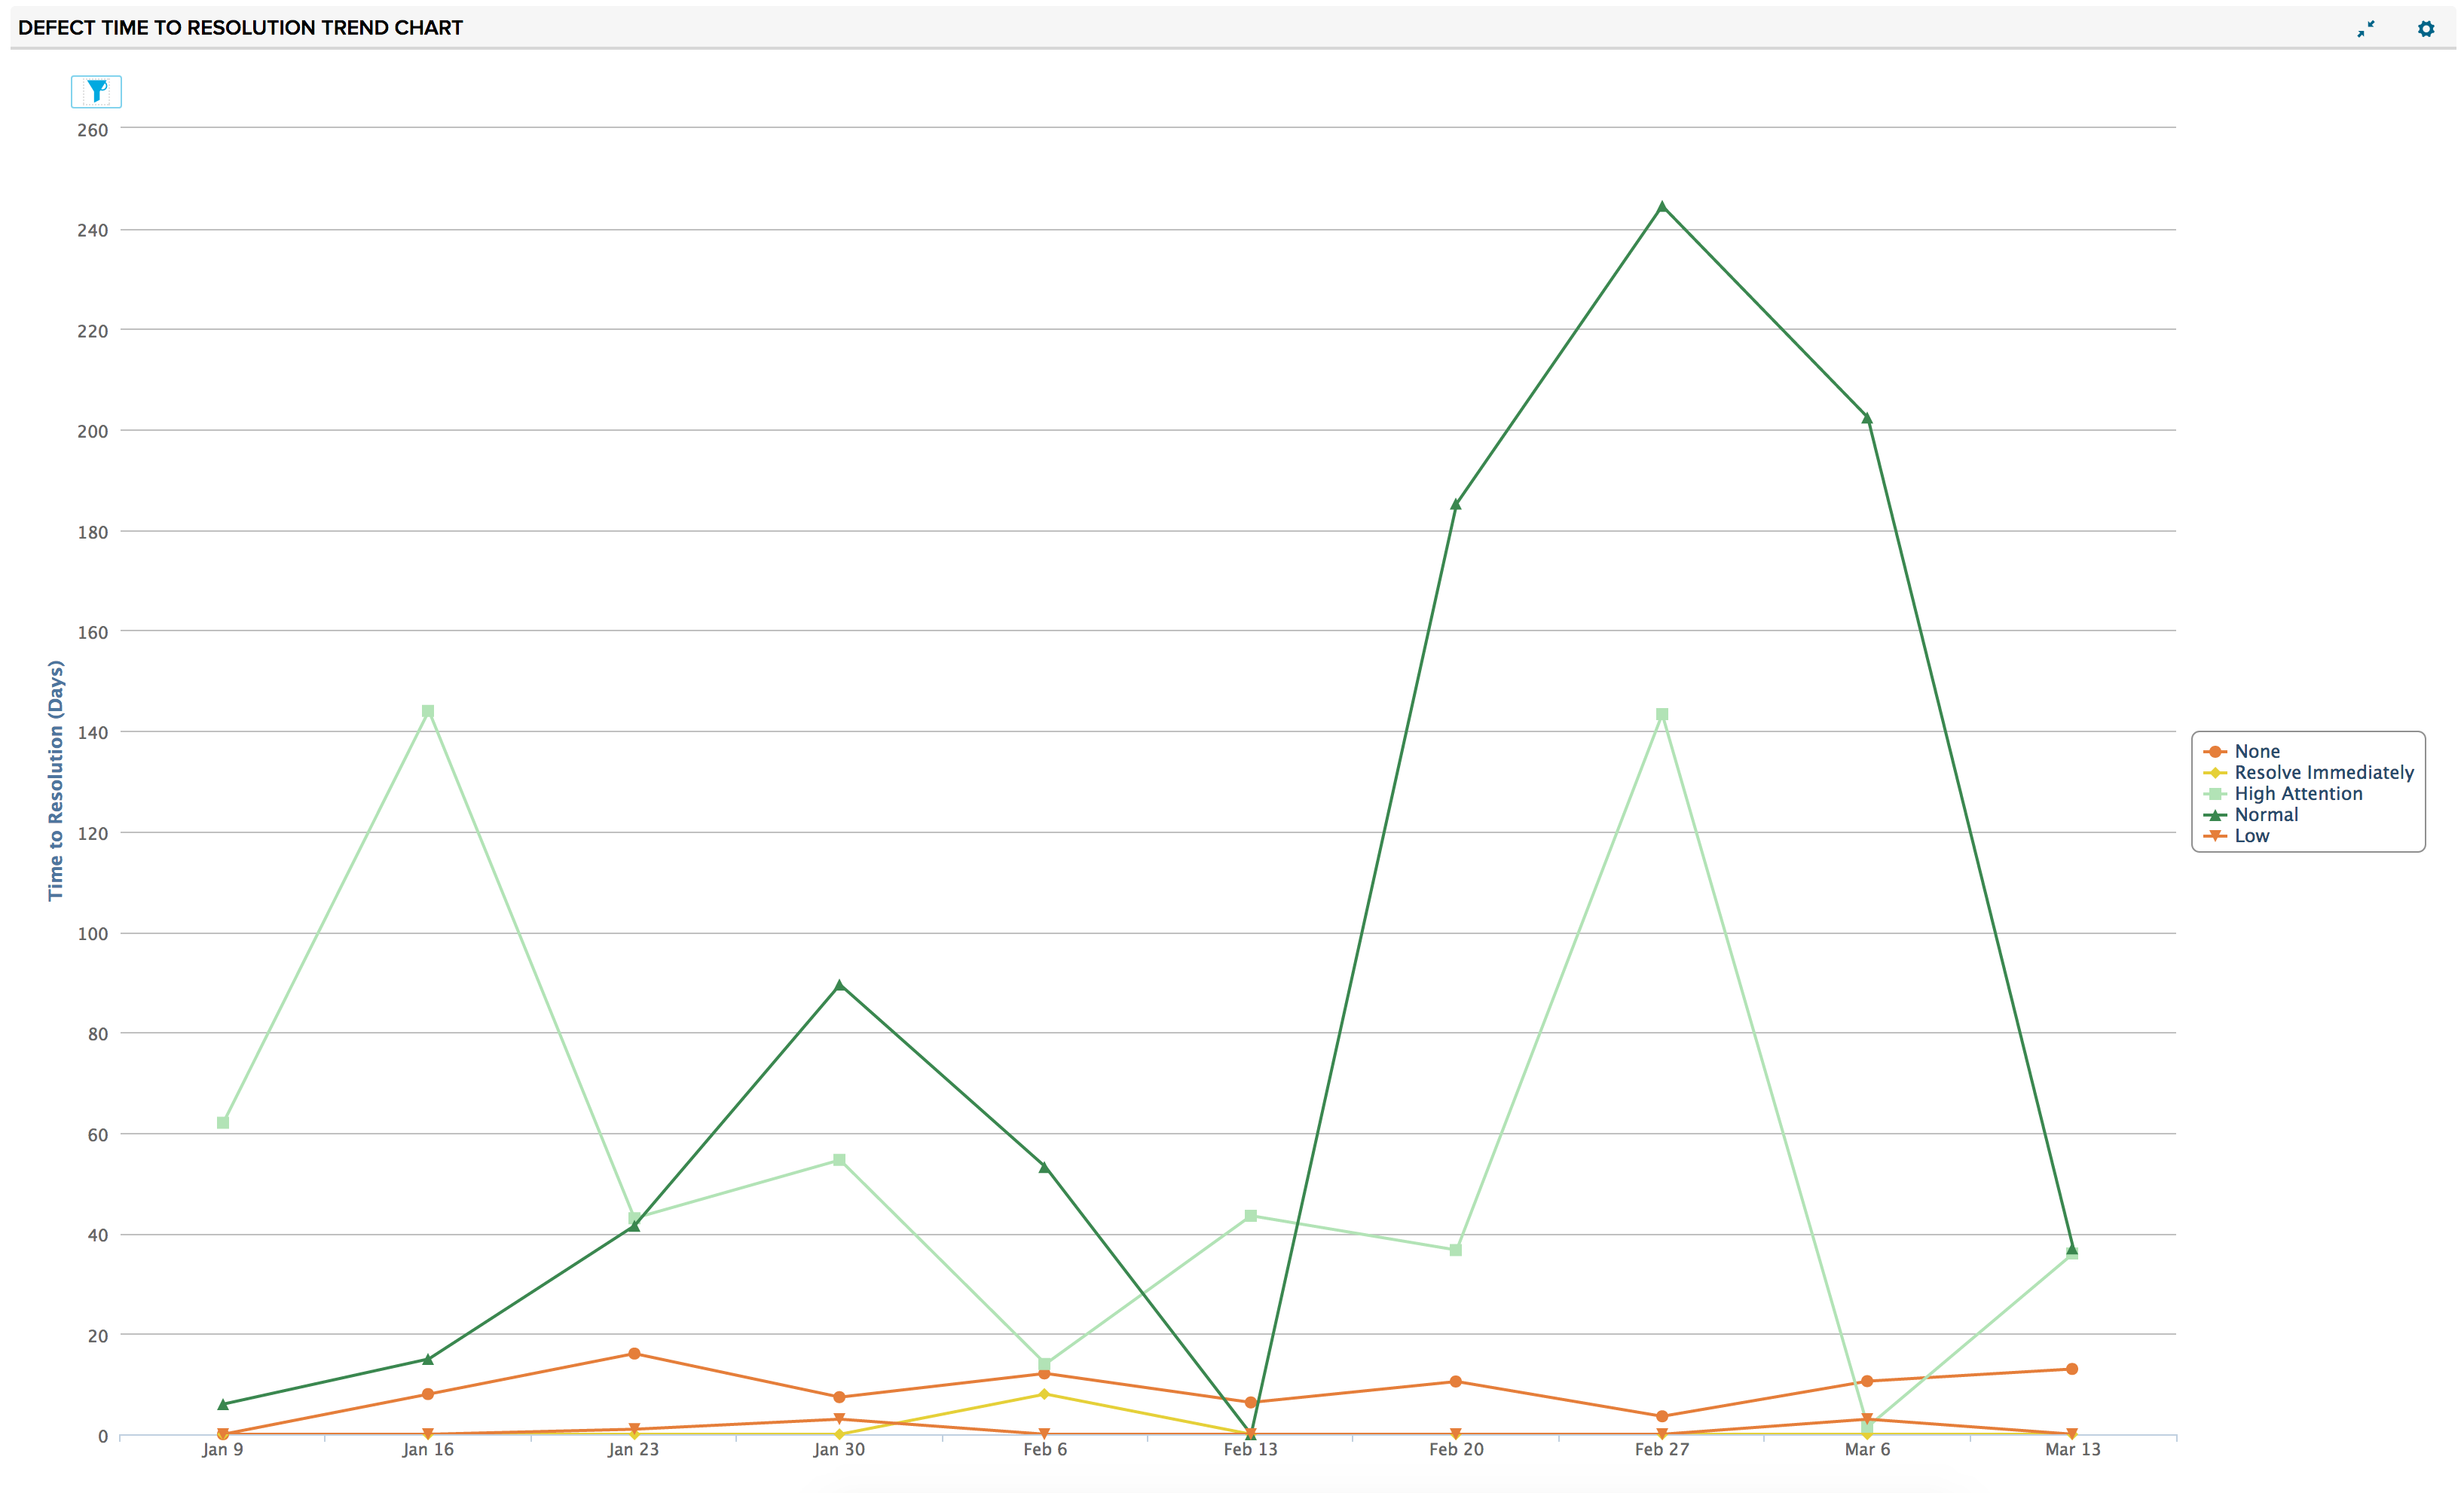 DEFECT TIME TO RESOLUTION TREND CHART
260
240
220
200
180
160
140
120
100
80
60
40
20
0
Time to Resolution (Days)
Jan 9
Jan 16
Jan 23
Jan 30
Feb 6
Feb 13
Feb 20
Feb 27
Mar 6
Mar 13
None
Resolve Immediately
High Attention
Normal
Low